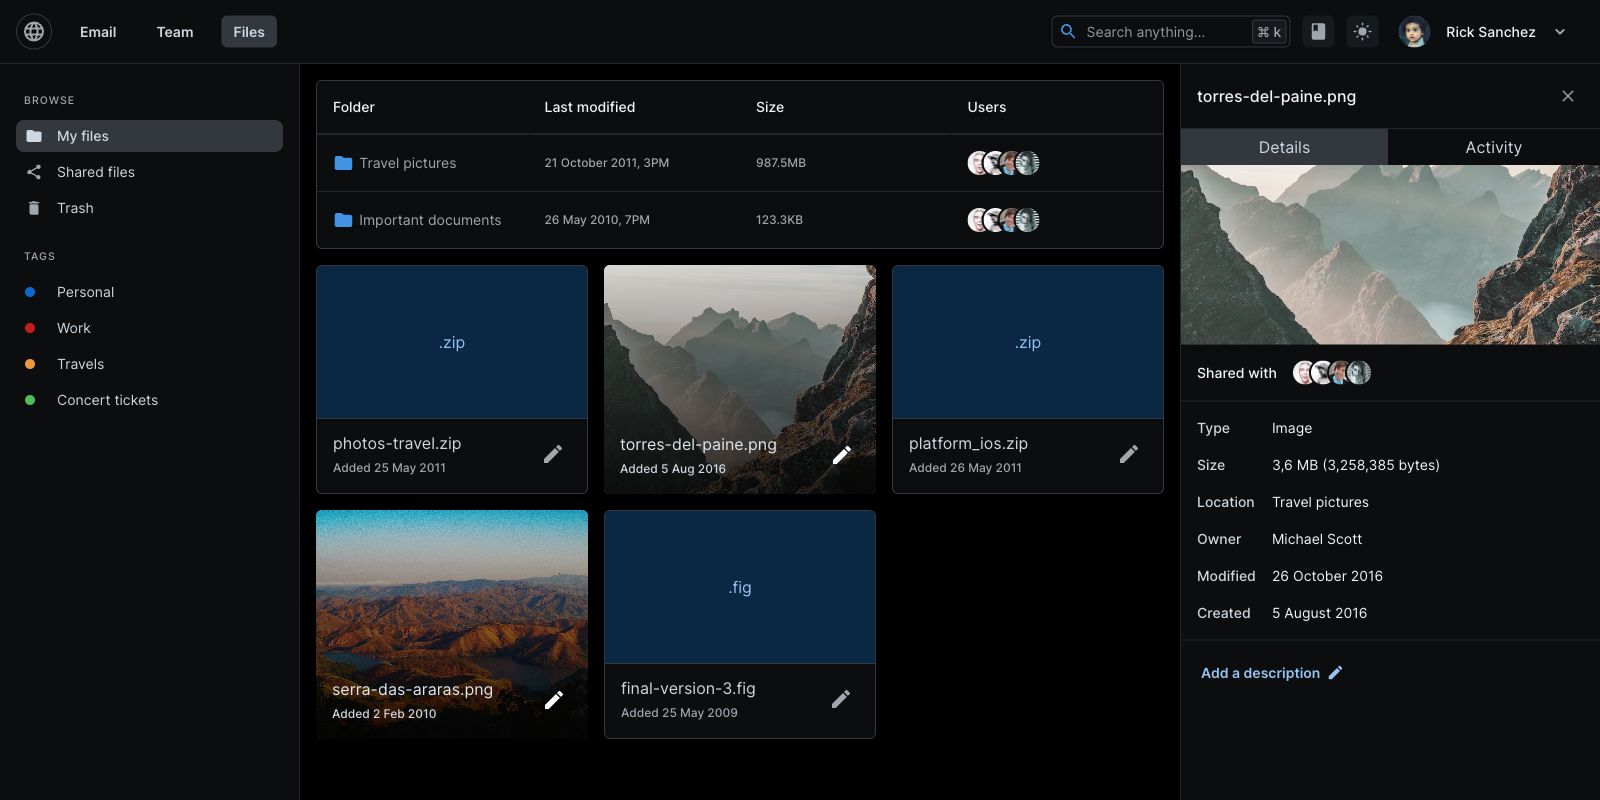 Email
Team
Files
Search anything...
⌘ k
Rick Sanchez
BROWSE
My files
Shared files
Trash
TAGS
Personal
Work
Travels
Concert tickets
Folder Last modified Size Users
Travel pictures 21 October 2011, 3PM 987.5MB
Important documents 26 May 2010, 7PM 123.3KB
.zip
photos-travel.zip
Added 25 May 2011
torres-del-paine.png
Added 5 Aug 2016
.zip
platform_ios.zip
Added 26 May 2011
serra-das-araras.png
Added 2 Feb 2010
.fig
final-version-3.fig
Added 25 May 2009
torres-del-paine.png
Details Activity
Shared with
Type Image
Size 3,6 MB (3,258,385 bytes)
Location Travel pictures
Owner Michael Scott
Modified 26 October 2016
Created 5 August 2016
Add a description